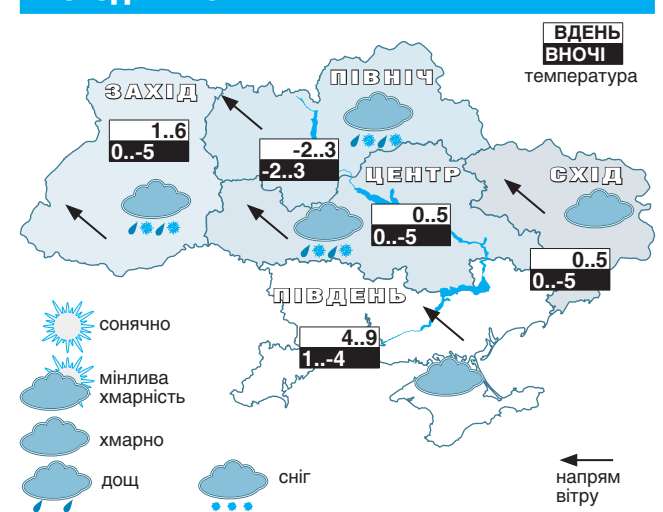 ВДЕНЬ
ВНОЧІ
температура
ПІВНІЧ
ЗАХІД
1..6
0..-5
-2..3
-2..3
ЦЕНТР
СХІД
0..5
0..-5
0..5
0..-5
ПІВДЕНЬ
4..9
1..-4
сонячно
мінлива
хмарність
хмарно
дощ
сніг
напрям
вітру